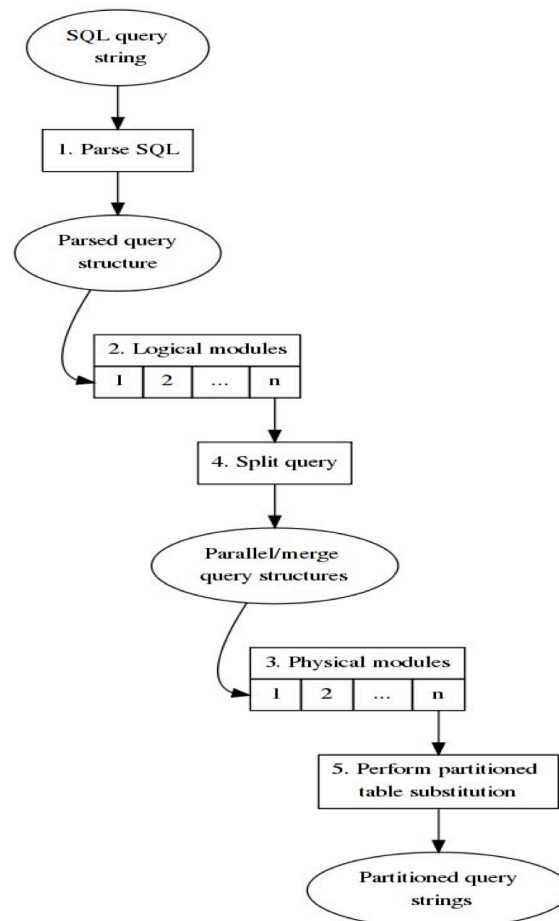 SQL query
string
1. Parse SQL
Parsed query
structure
2. Logical modules
1 2 ... n
4. Split query
Parallel/merge
query structures
3. Physical modules
1 2 ... n
5. Perform partitioned
table substitution
Partitioned query
strings